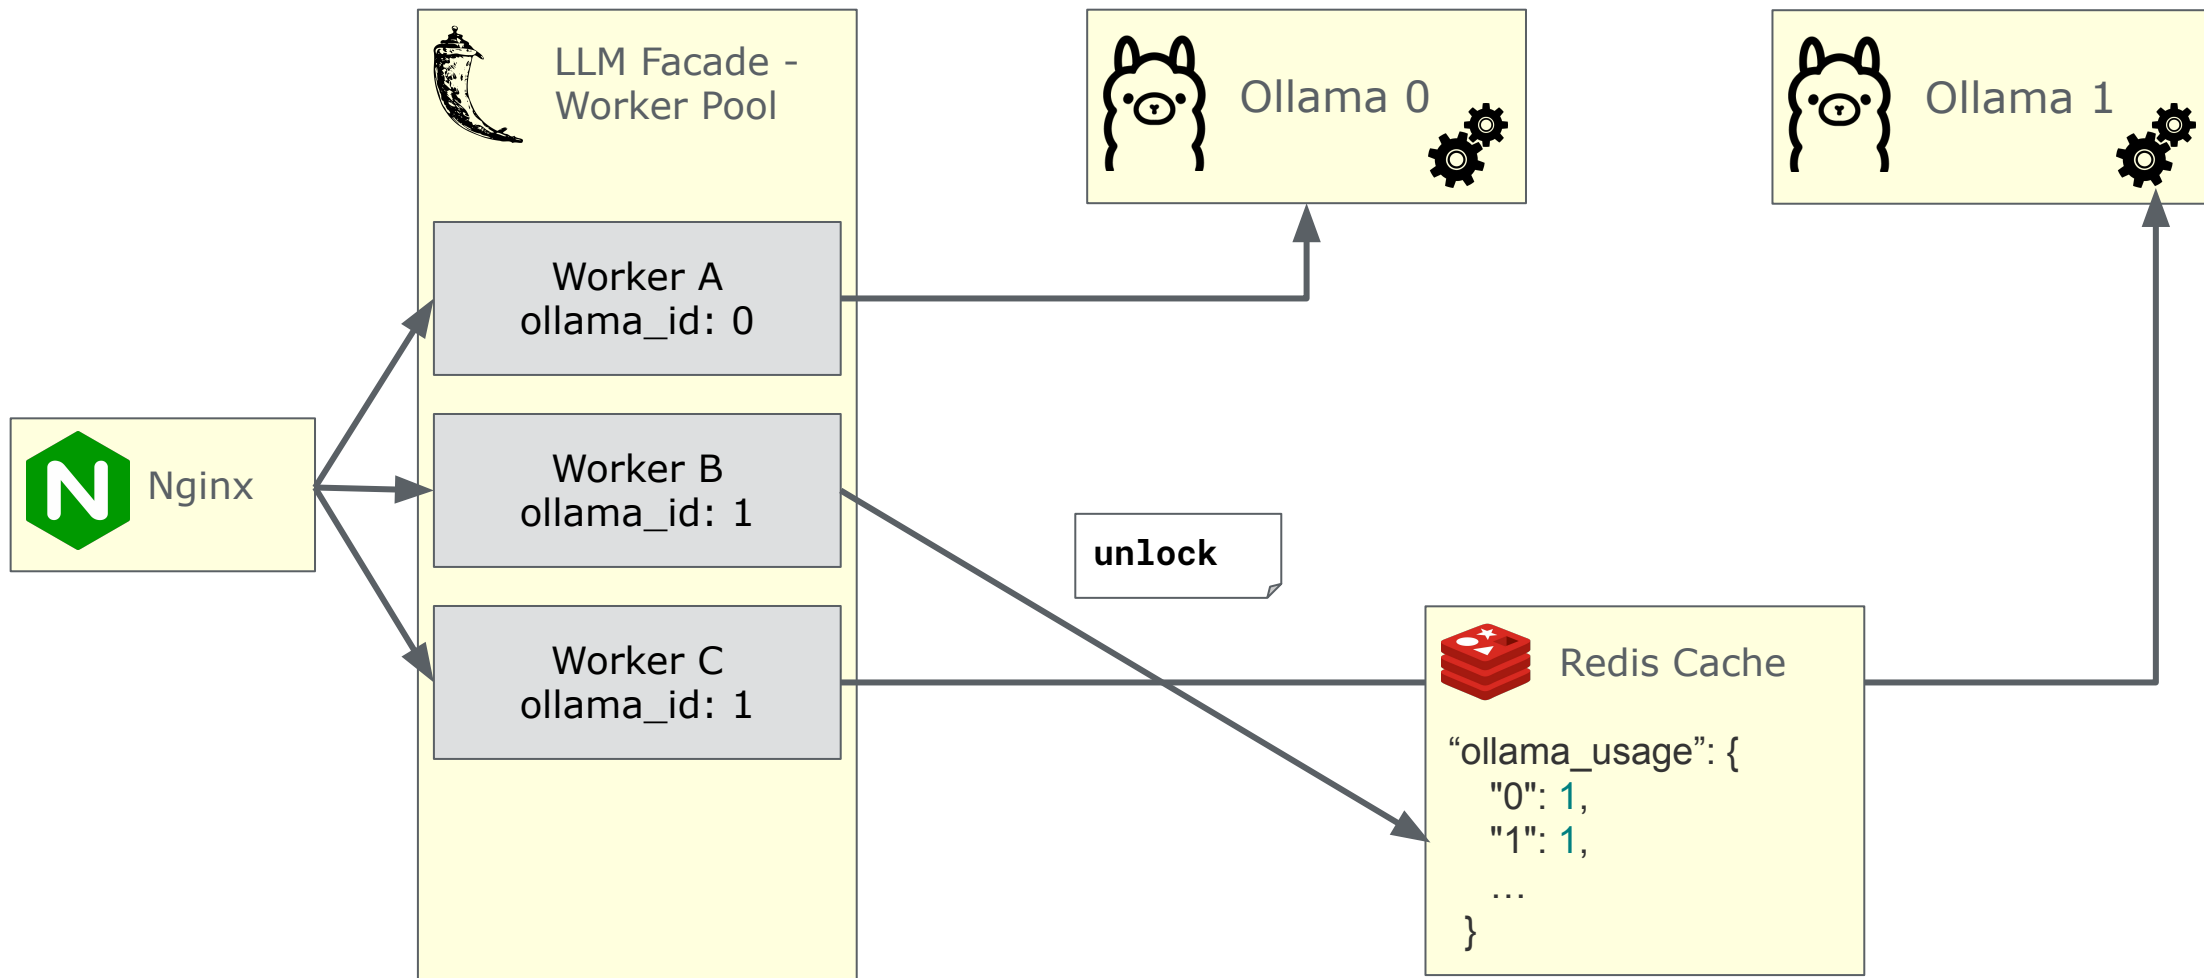 LLM Facade -
Worker Pool
Ollama 0
Ollama 1
Worker A
ollama_id: 0
N Nginx
Worker B
ollama_id: 1
unlock
Worker C
ollama_id: 1
Redis Cache
“ollama_usage”: {
"0": 1,
"1": 1,
…
}